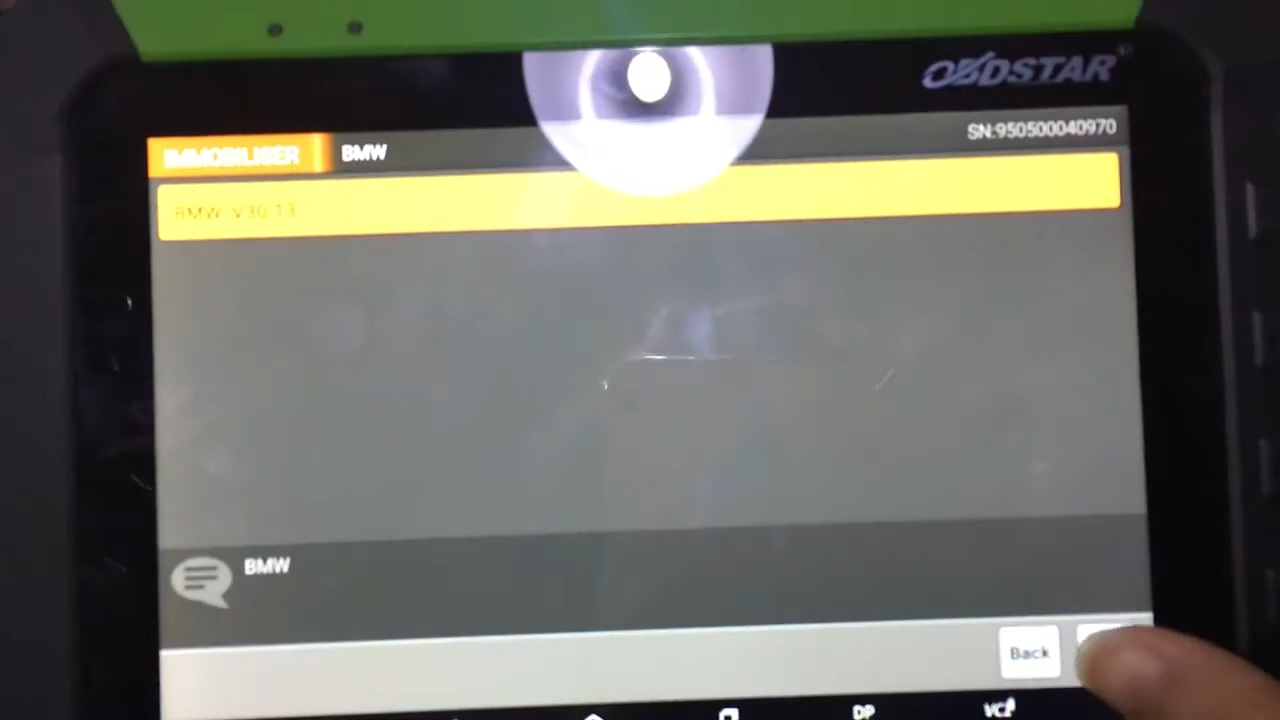 OBDSTAR
SN:950500040970
IMMOBILISER BMW
BMW V30.13
BMW
Back
DP
VCI